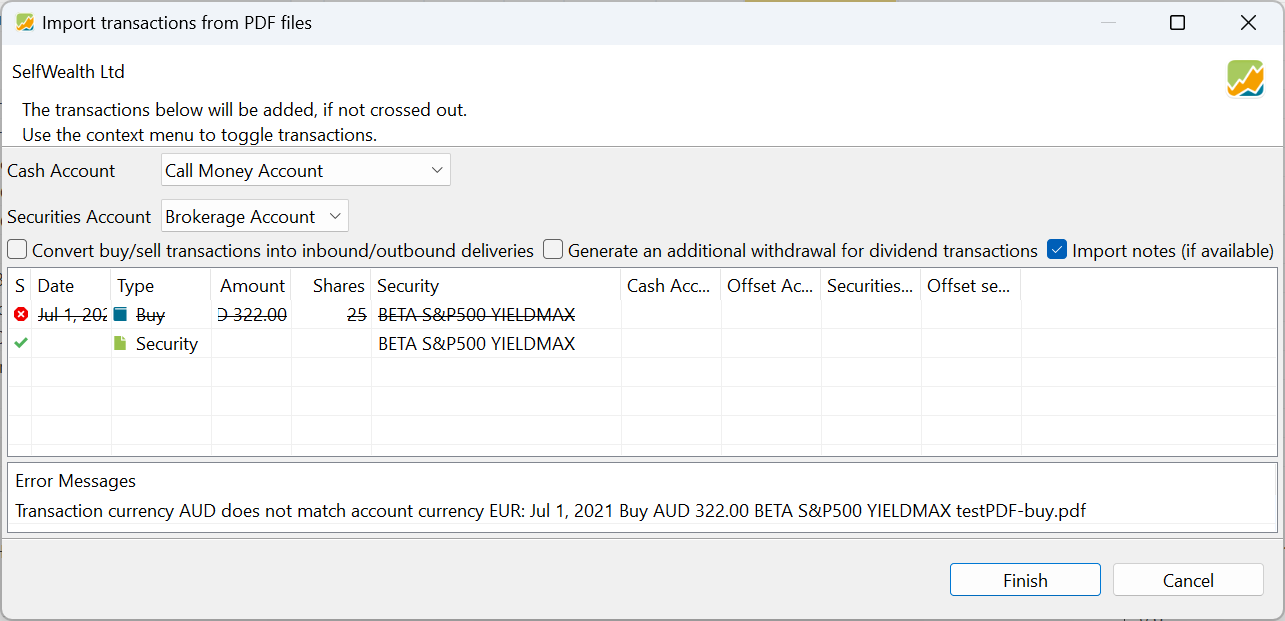 Import transactions from PDF files
SelfWealth Ltd
The transactions below will be added, if not crossed out.
Use the context menu to toggle transactions.
Cash Account Call Money Account
Securities Account Brokerage Account
Convert buy/sell transactions into inbound/outbound deliveries Generate an additional withdrawal for dividend transactions Import notes (if available)
S Date Type Amount Shares Security Cash Acc... Offset Ac... Securities... Offset se...
Jul 1, 202 Buy D 322.00 25 BETA S&P500 YIELDMAX
Security BETA S&P500 YIELDMAX
Error Messages
Transaction currency AUD does not match account currency EUR: Jul 1, 2021 Buy AUD 322.00 BETA S&P500 YIELDMAX testPDF-buy.pdf
Finish Cancel